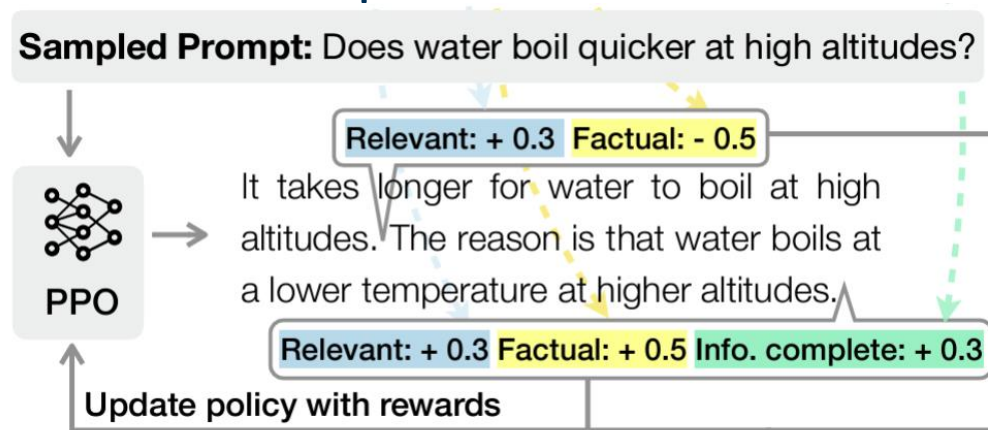 Sampled Prompt: Does water boil quicker at high altitudes?
Relevant: + 0.3 Factual: - 0.5
It takes longer for water to boil at high
altitudes. The reason is that water boils at
a lower temperature at higher altitudes.
PPO
Relevant: + 0.3 Factual: + 0.5 Info. complete: + 0.3
Update policy with rewards